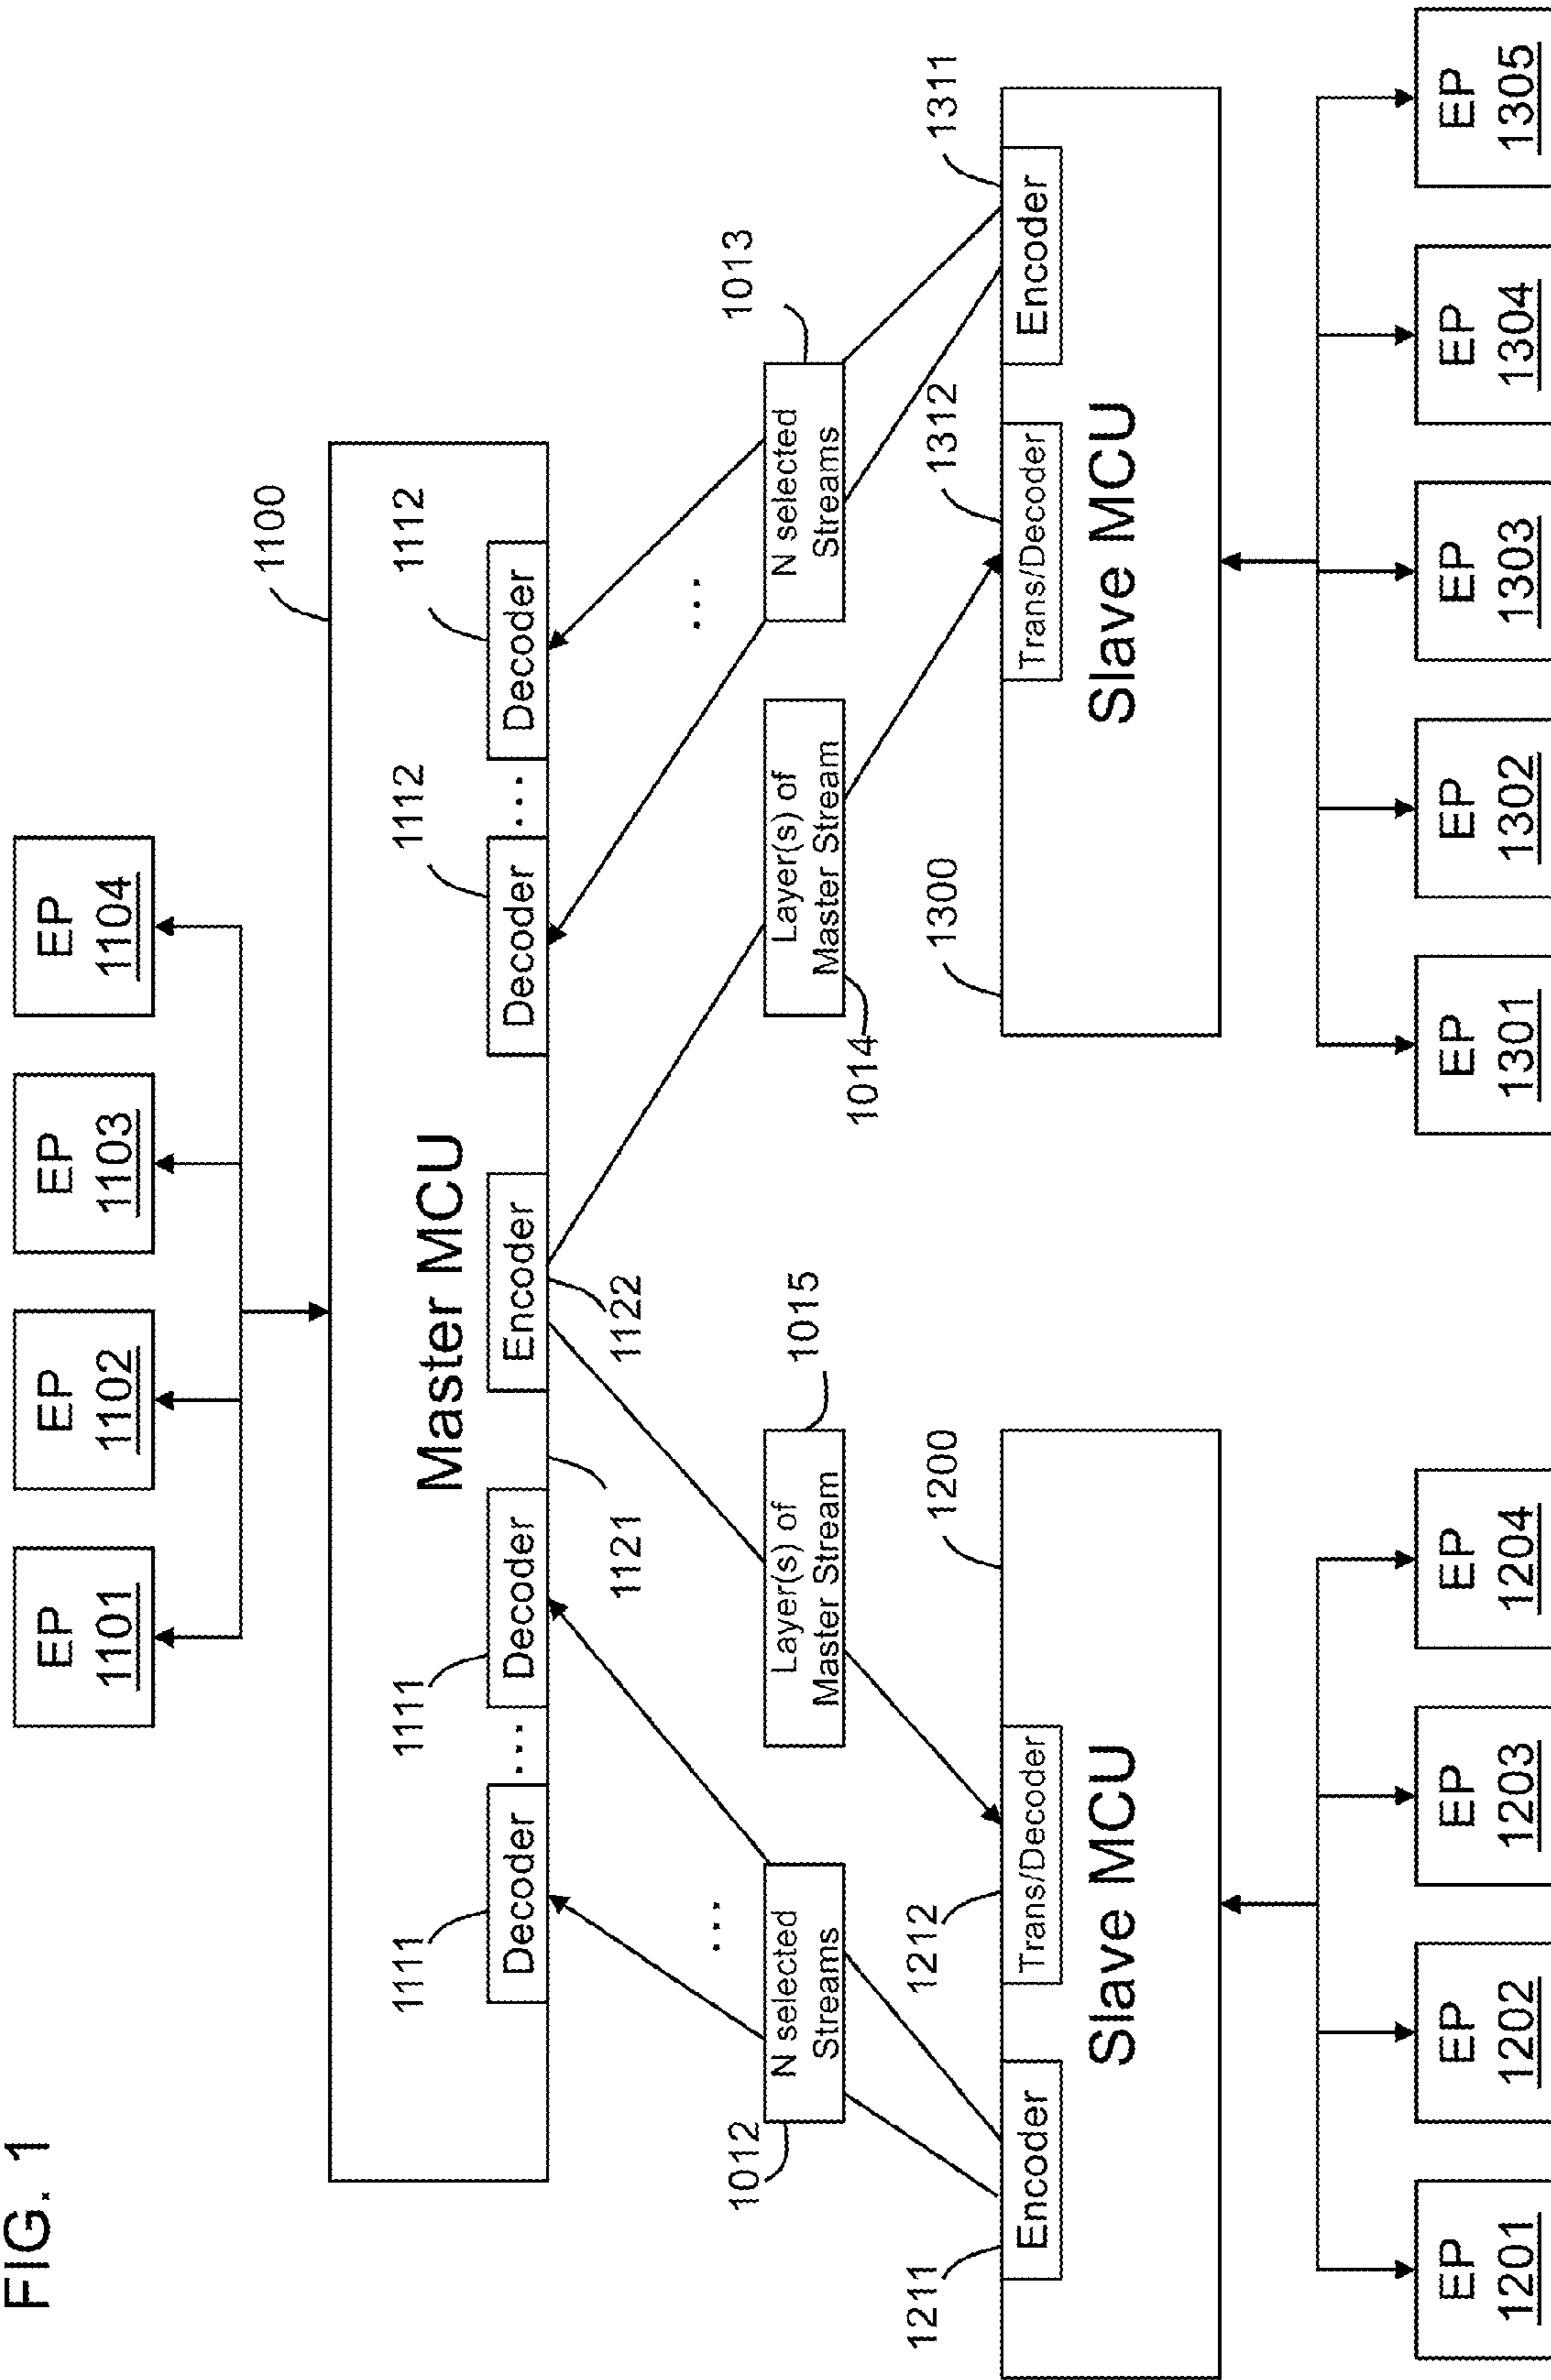 FIG. 1
EP
1101
EP
1102
EP
1103
EP
1104
1100
Master MCU
1111
1111
1112
1112
Decoder
...
Decoder
Encoder
Decoder
...
Decoder
1121
1122
...
...
1012
N selected
Streams
Layer(s) of
Master Stream
1015
1014
Layer(s) of
Master Stream
N selected
Streams
1013
1211
1212
1200
1300
1312
1311
Encoder
Trans/Decoder
Trans/Decoder
Encoder
Slave MCU
Slave MCU
EP
1201
EP
1202
EP
1203
EP
1204
EP
1301
EP
1302
EP
1303
EP
1304
EP
1305